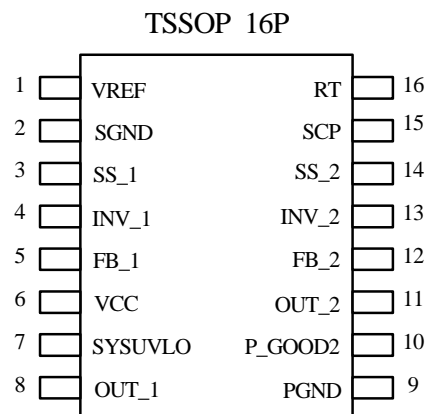 TSSOP 16P
1 VREF RT 16
2 SGND SCP 15
3 SS_1 SS_2 14
4 INV_1 INV_2 13
5 FB_1 FB_2 12
6 VCC OUT_2 11
7 SYSUVLO P_GOOD2 10
8 OUT_1 PGND 9